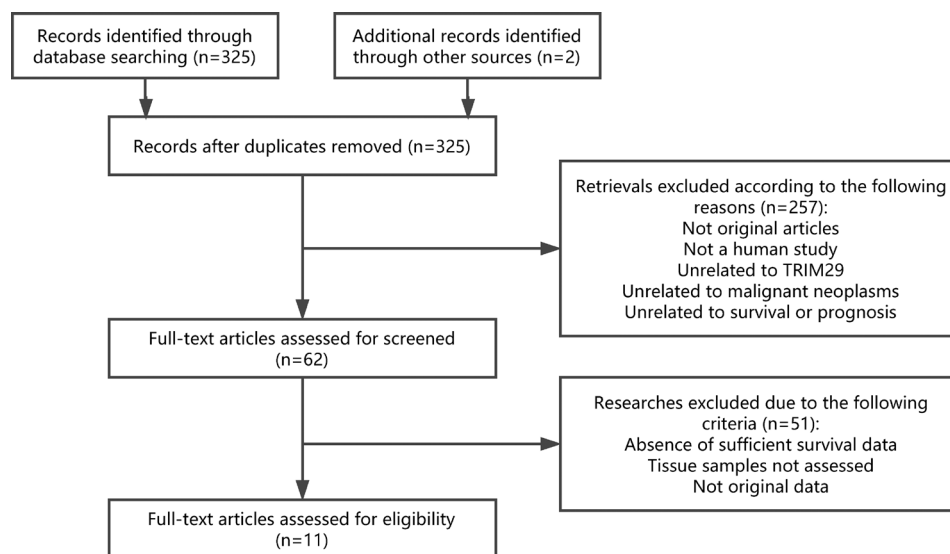 Records identified through
database searching (n=325)
Additional records identified
through other sources (n=2)
Records after duplicates removed (n=325)
Retrievals excluded according to the following
reasons (n=257):
Not original articles
Not a human study
Unrelated to TRIM29
Unrelated to malignant neoplasms
Unrelated to survival or prognosis
Full-text articles assessed for screened
(n=62)
Researches excluded due to the following
criteria (n=51):
Absence of sufficient survival data
Tissue samples not assessed
Not original data
Full-text articles assessed for eligibility
(n=11)